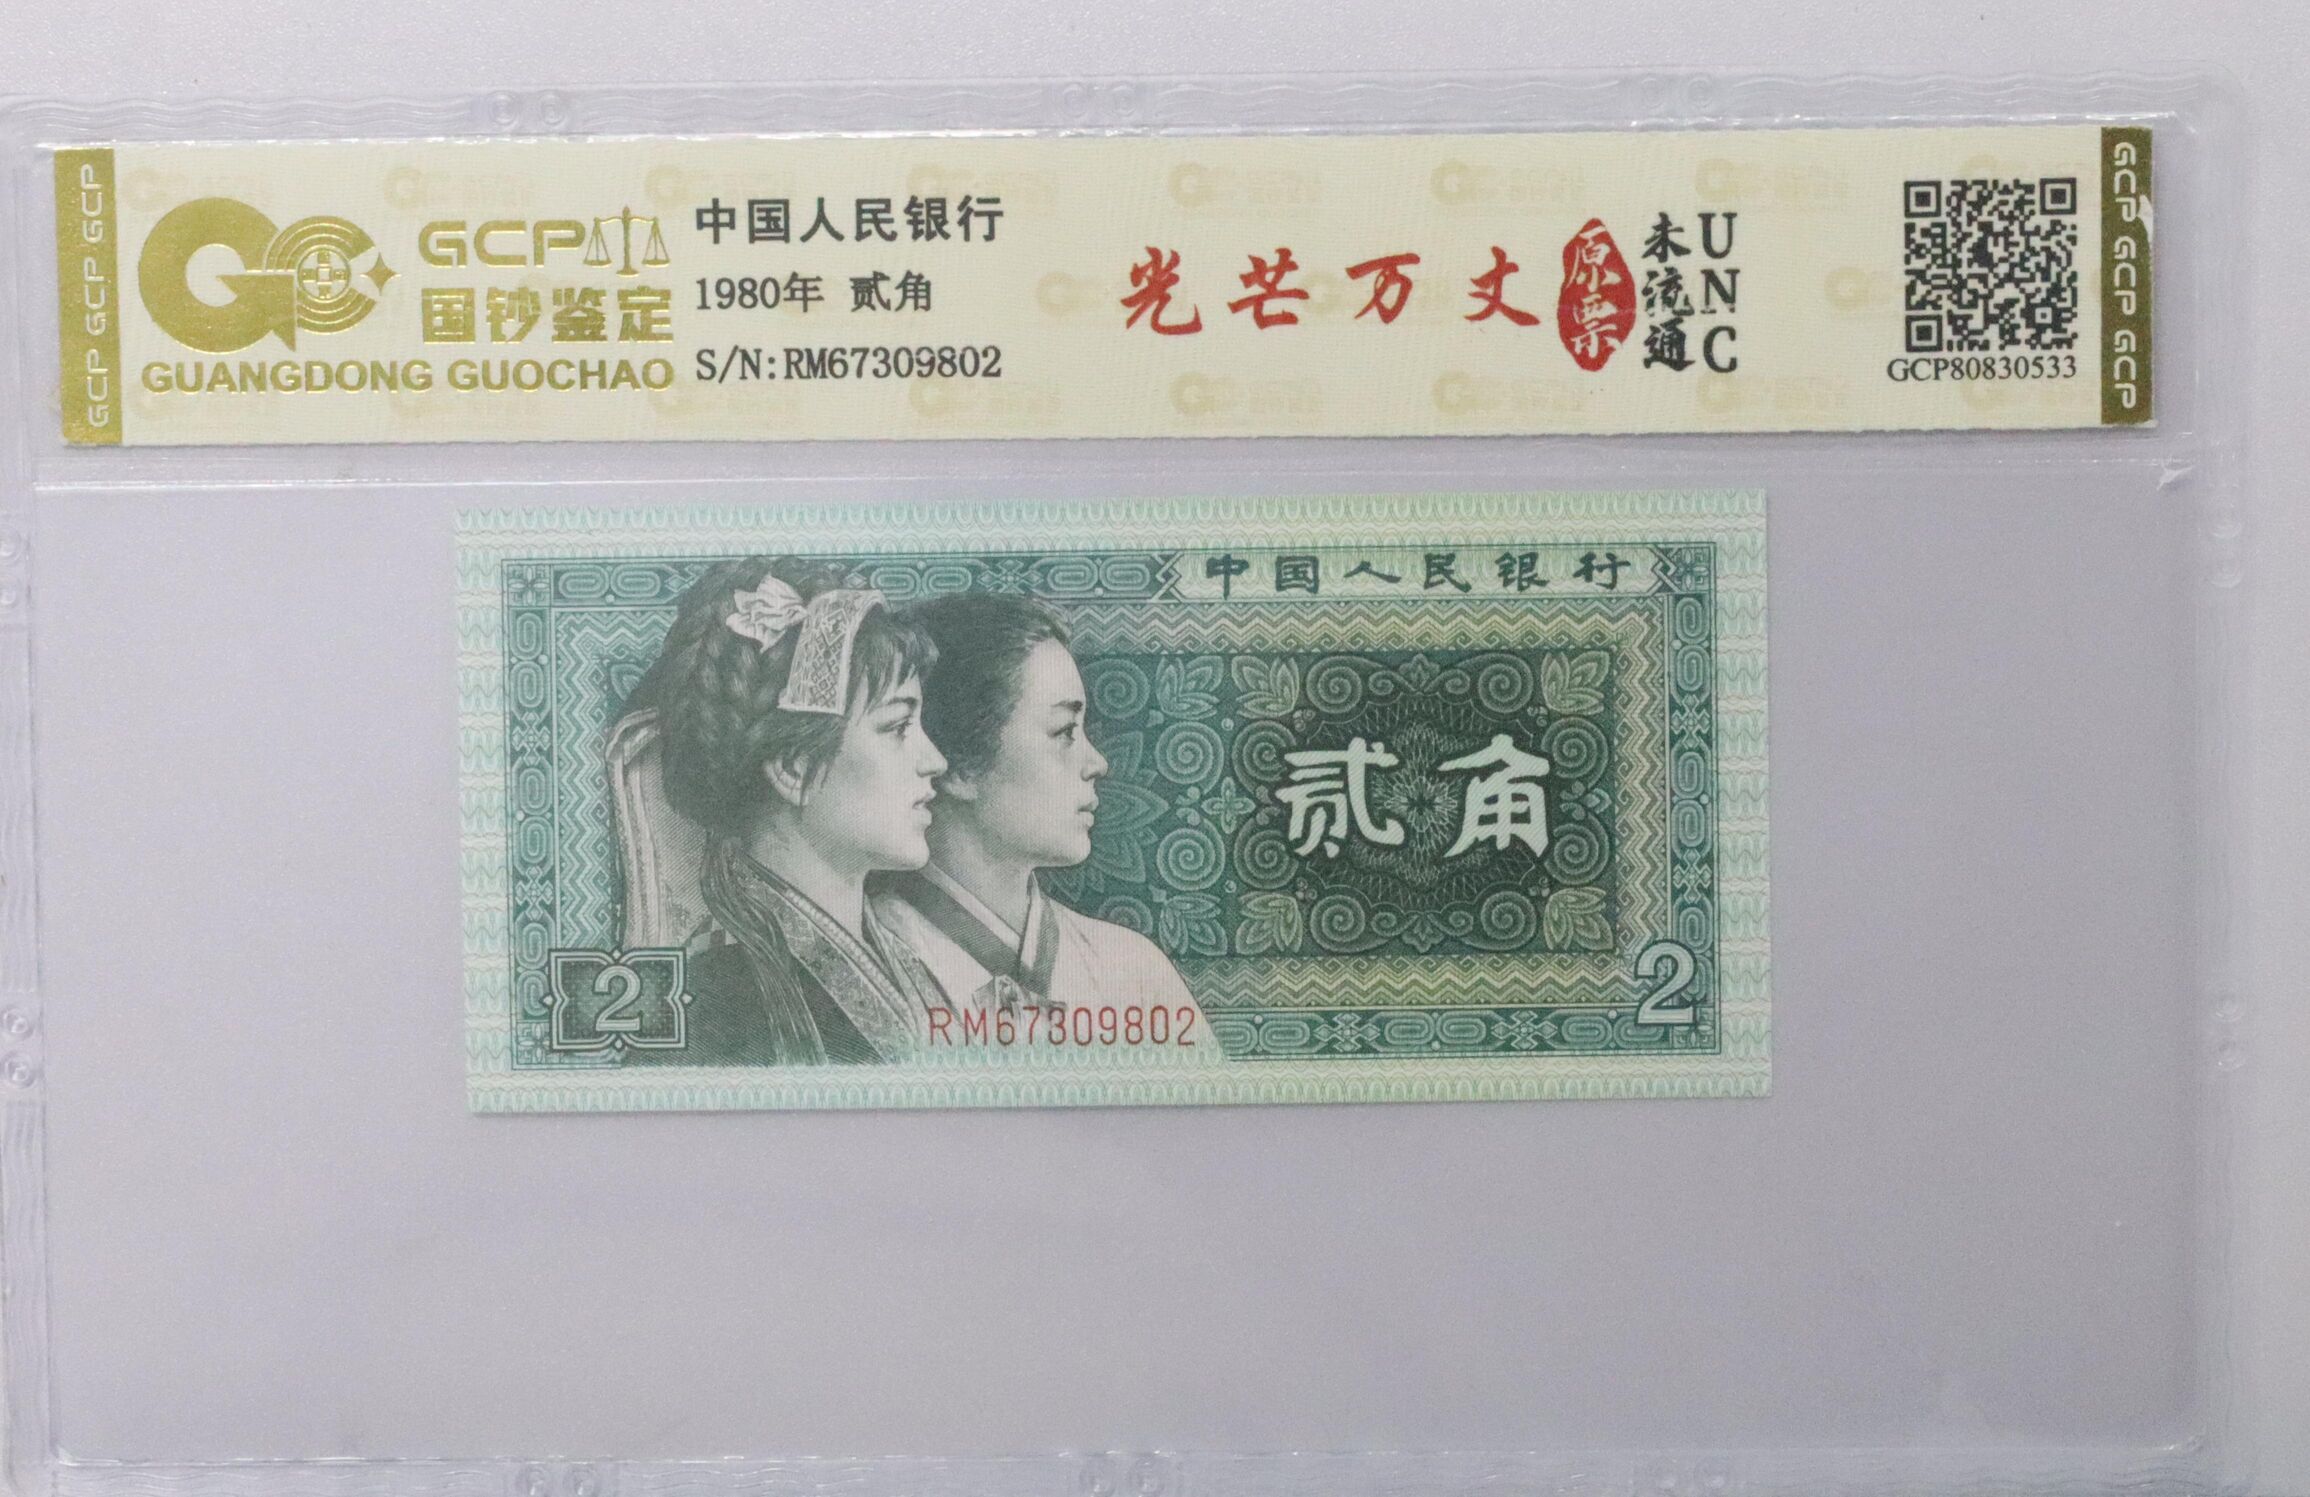 GCP GCP GCP
GCP
国钞鉴定
GUANGDONG GUOCHAO
中国人民银行
1980年 贰角
S/N:RM67309802
光芒万丈
原票
未流通
UNC
GCP80830533
GCP GCP GCP
中国人民银行
贰角
2
2
RM67309802